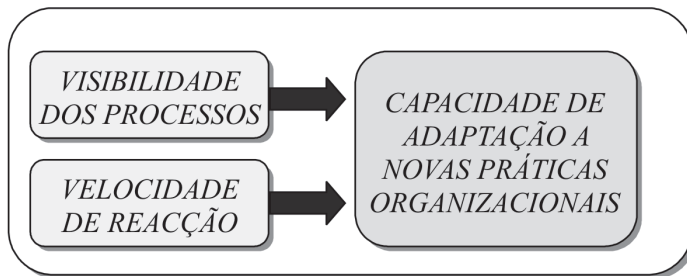 VISIBILIDADE
DOS PROCESSOS
VELOCIDADE
DE REACÇÃO
CAPACIDADE DE
ADAPTAÇÃO A
NOVAS PRÁTICAS
ORGANIZACIONAIS